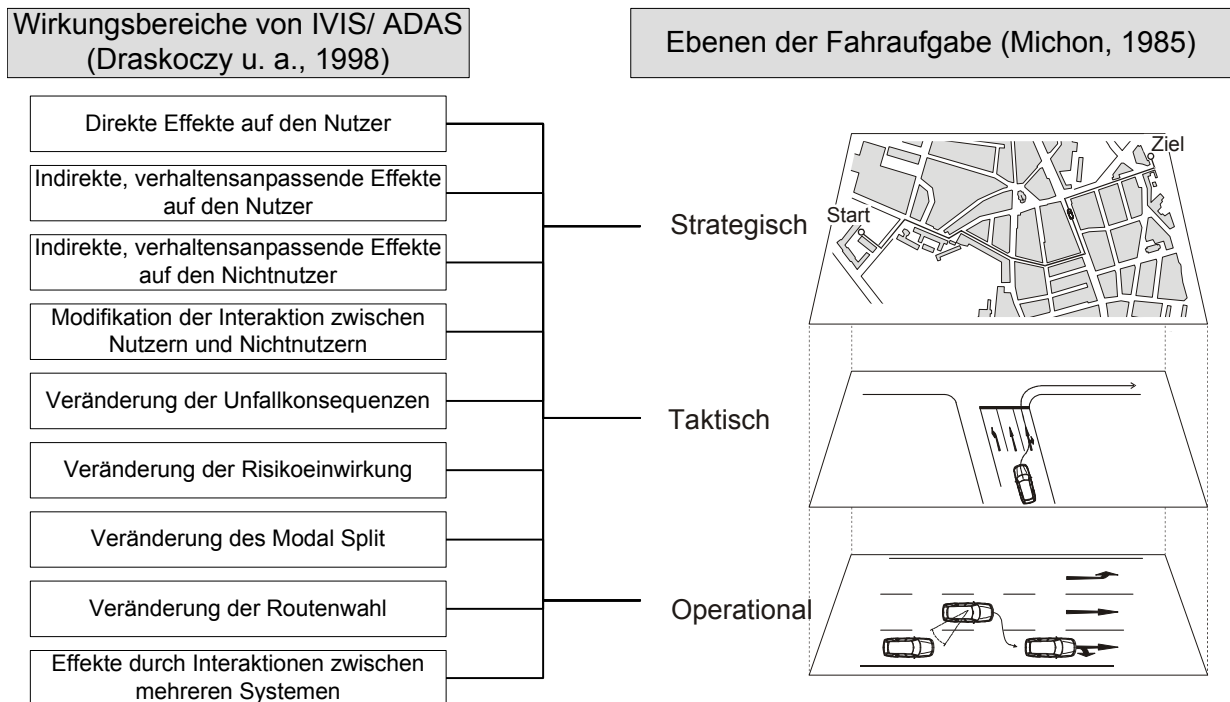 Wirkungsbereiche von IVIS/ ADAS
(Draskoczy u. a., 1998)
Direkte Effekte auf den Nutzer
Indirekte, verhaltensanpassende Effekte
auf den Nutzer
Indirekte, verhaltensanpassende Effekte
auf den Nichtnutzer
Modifikation der Interaktion zwischen
Nutzern und Nichtnutzern
Veränderung der Unfallkonsequenzen
Veränderung der Risikoeinwirkung
Veränderung des Modal Split
Veränderung der Routenwahl
Effekte durch Interaktionen zwischen
mehreren Systemen
Ebenen der Fahraufgabe (Michon, 1985)
Strategisch
Start
Ziel
Taktisch
Operational